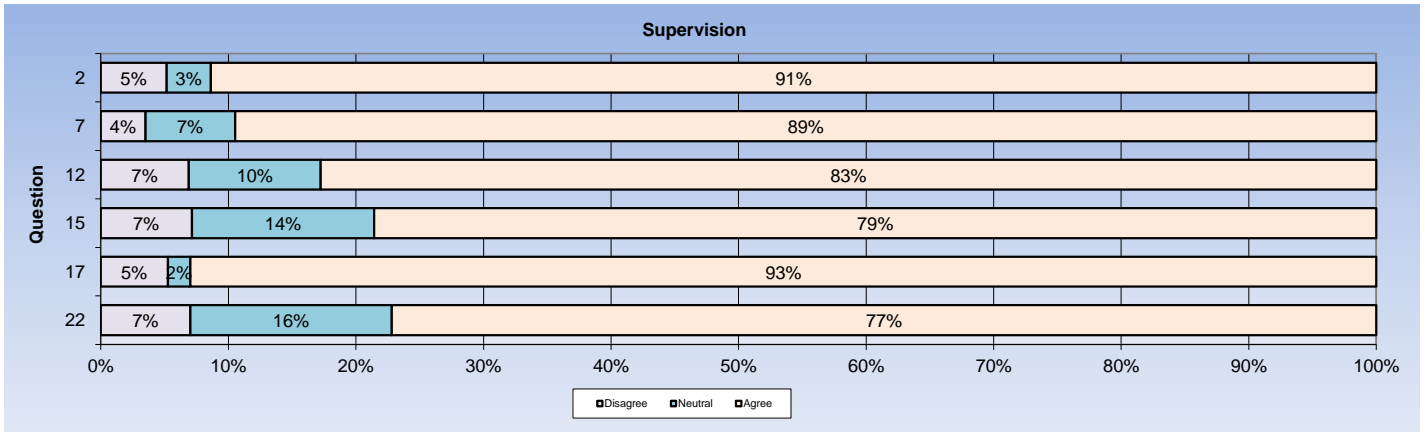 Supervision
Question
2 5% 3% 91%
7 4% 7% 89%
12 7% 10% 83%
15 7% 14% 79%
17 5% 2% 93%
22 7% 16% 77%
0% 10% 20% 30% 40% 50% 60% 70% 80% 90% 100%
Disagree Neutral Agree